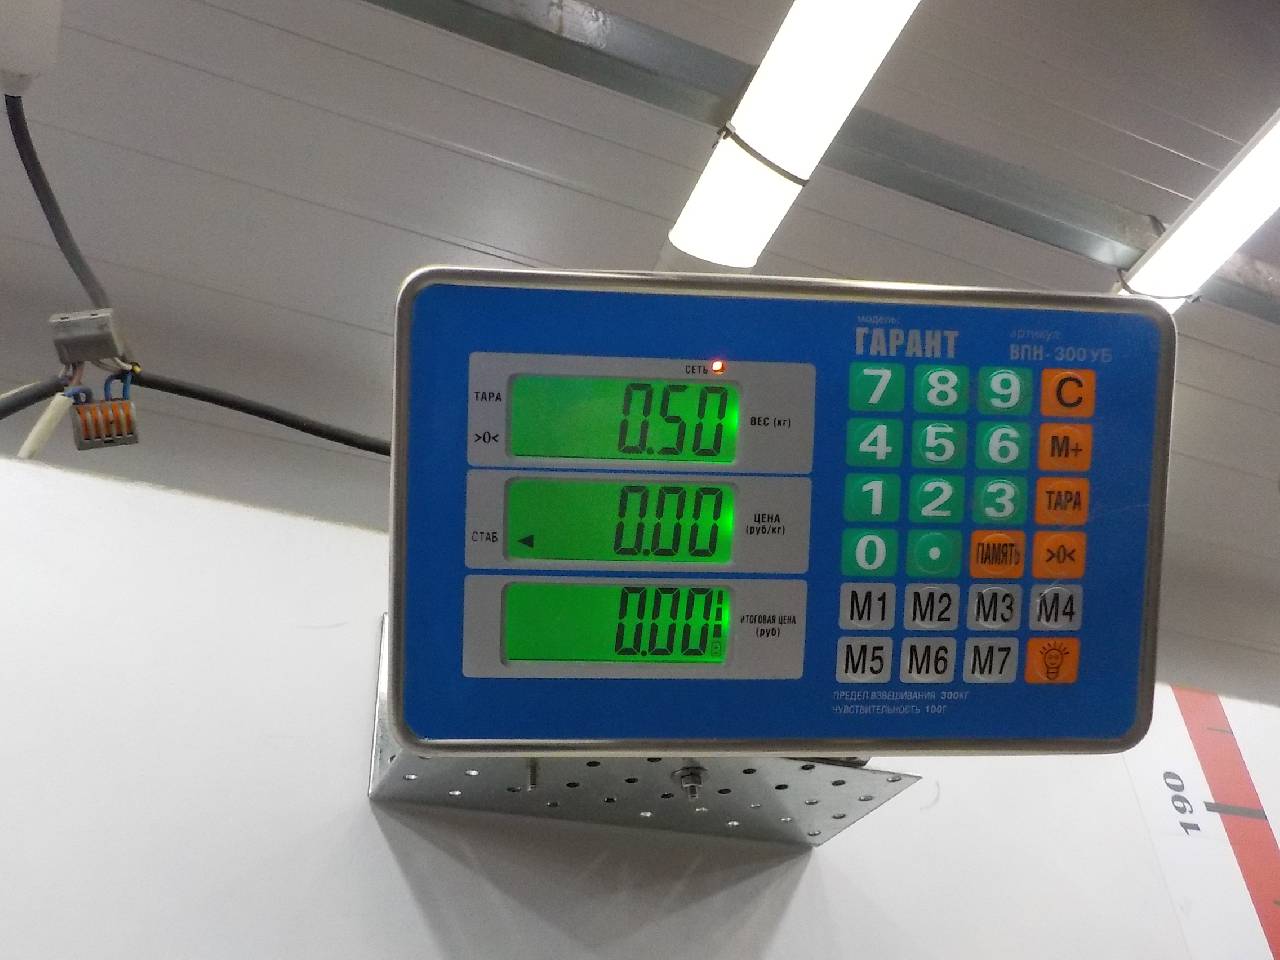 модель:
ГАРАНТ
артикул:
ВПН-300УБ
СЕТЬ
ТАРА
>0<
0.50
ВЕС (кг)
СТАБ
0.00
ЦЕНА
(руб/кг)
0.00
ИТОГОВАЯ ЦЕНА
(руб)
7 8 9 C
4 5 6 M+
1 2 3 ТАРА
0 . ПАМЯТЬ >0<
M1 M2 M3 M4
M5 M6 M7
ПРЕДЕЛ ВЗВЕШИВАНИЯ 300КГ
ЧУВСТВИТЕЛЬНОСТЬ 100Г
190